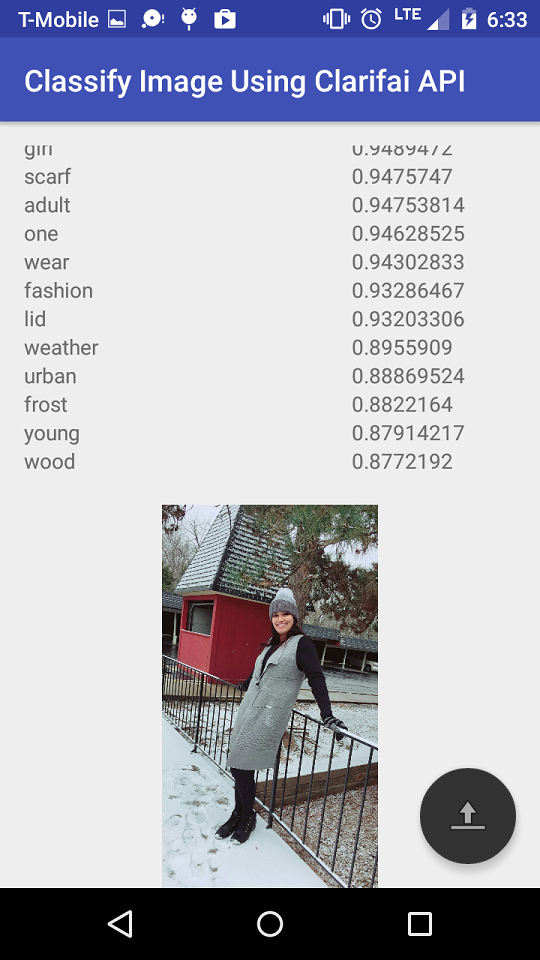 T-Mobile LTE 6:33
Classify Image Using Clarifai API
girl 0.9489472
scarf 0.9475747
adult 0.94753814
one 0.94628525
wear 0.94302833
fashion 0.93286467
lid 0.93203306
weather 0.8955909
urban 0.88869524
frost 0.8822164
young 0.87914217
wood 0.8772192